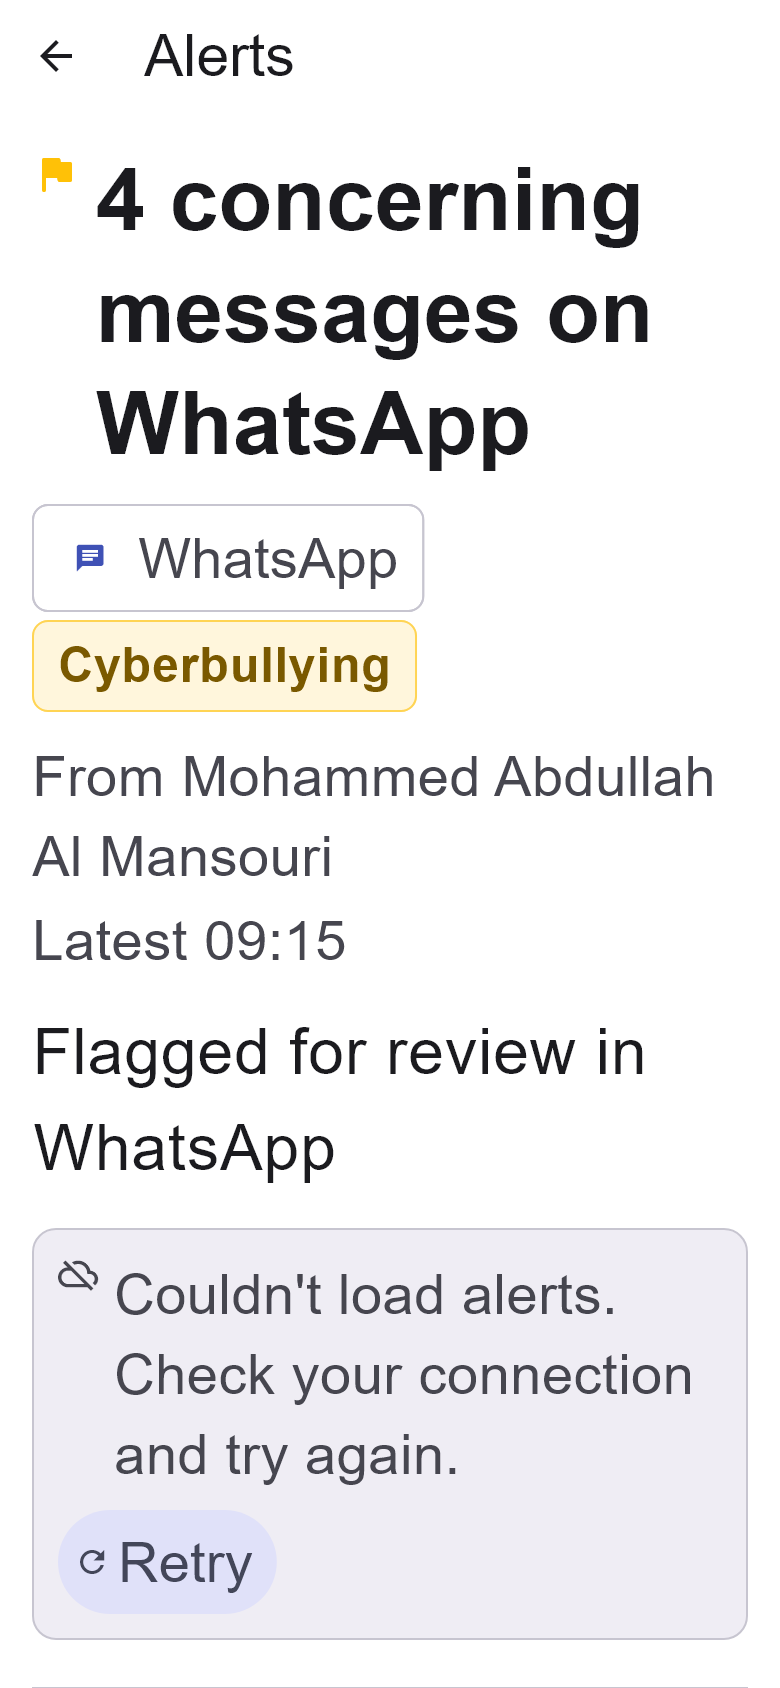 Alerts
4 concerning
messages on
WhatsApp
WhatsApp
Cyberbullying
From Mohammed Abdullah
Al Mansouri
Latest 09:15
Flagged for review in
WhatsApp
Couldn't load alerts.
Check your connection
and try again.
Retry